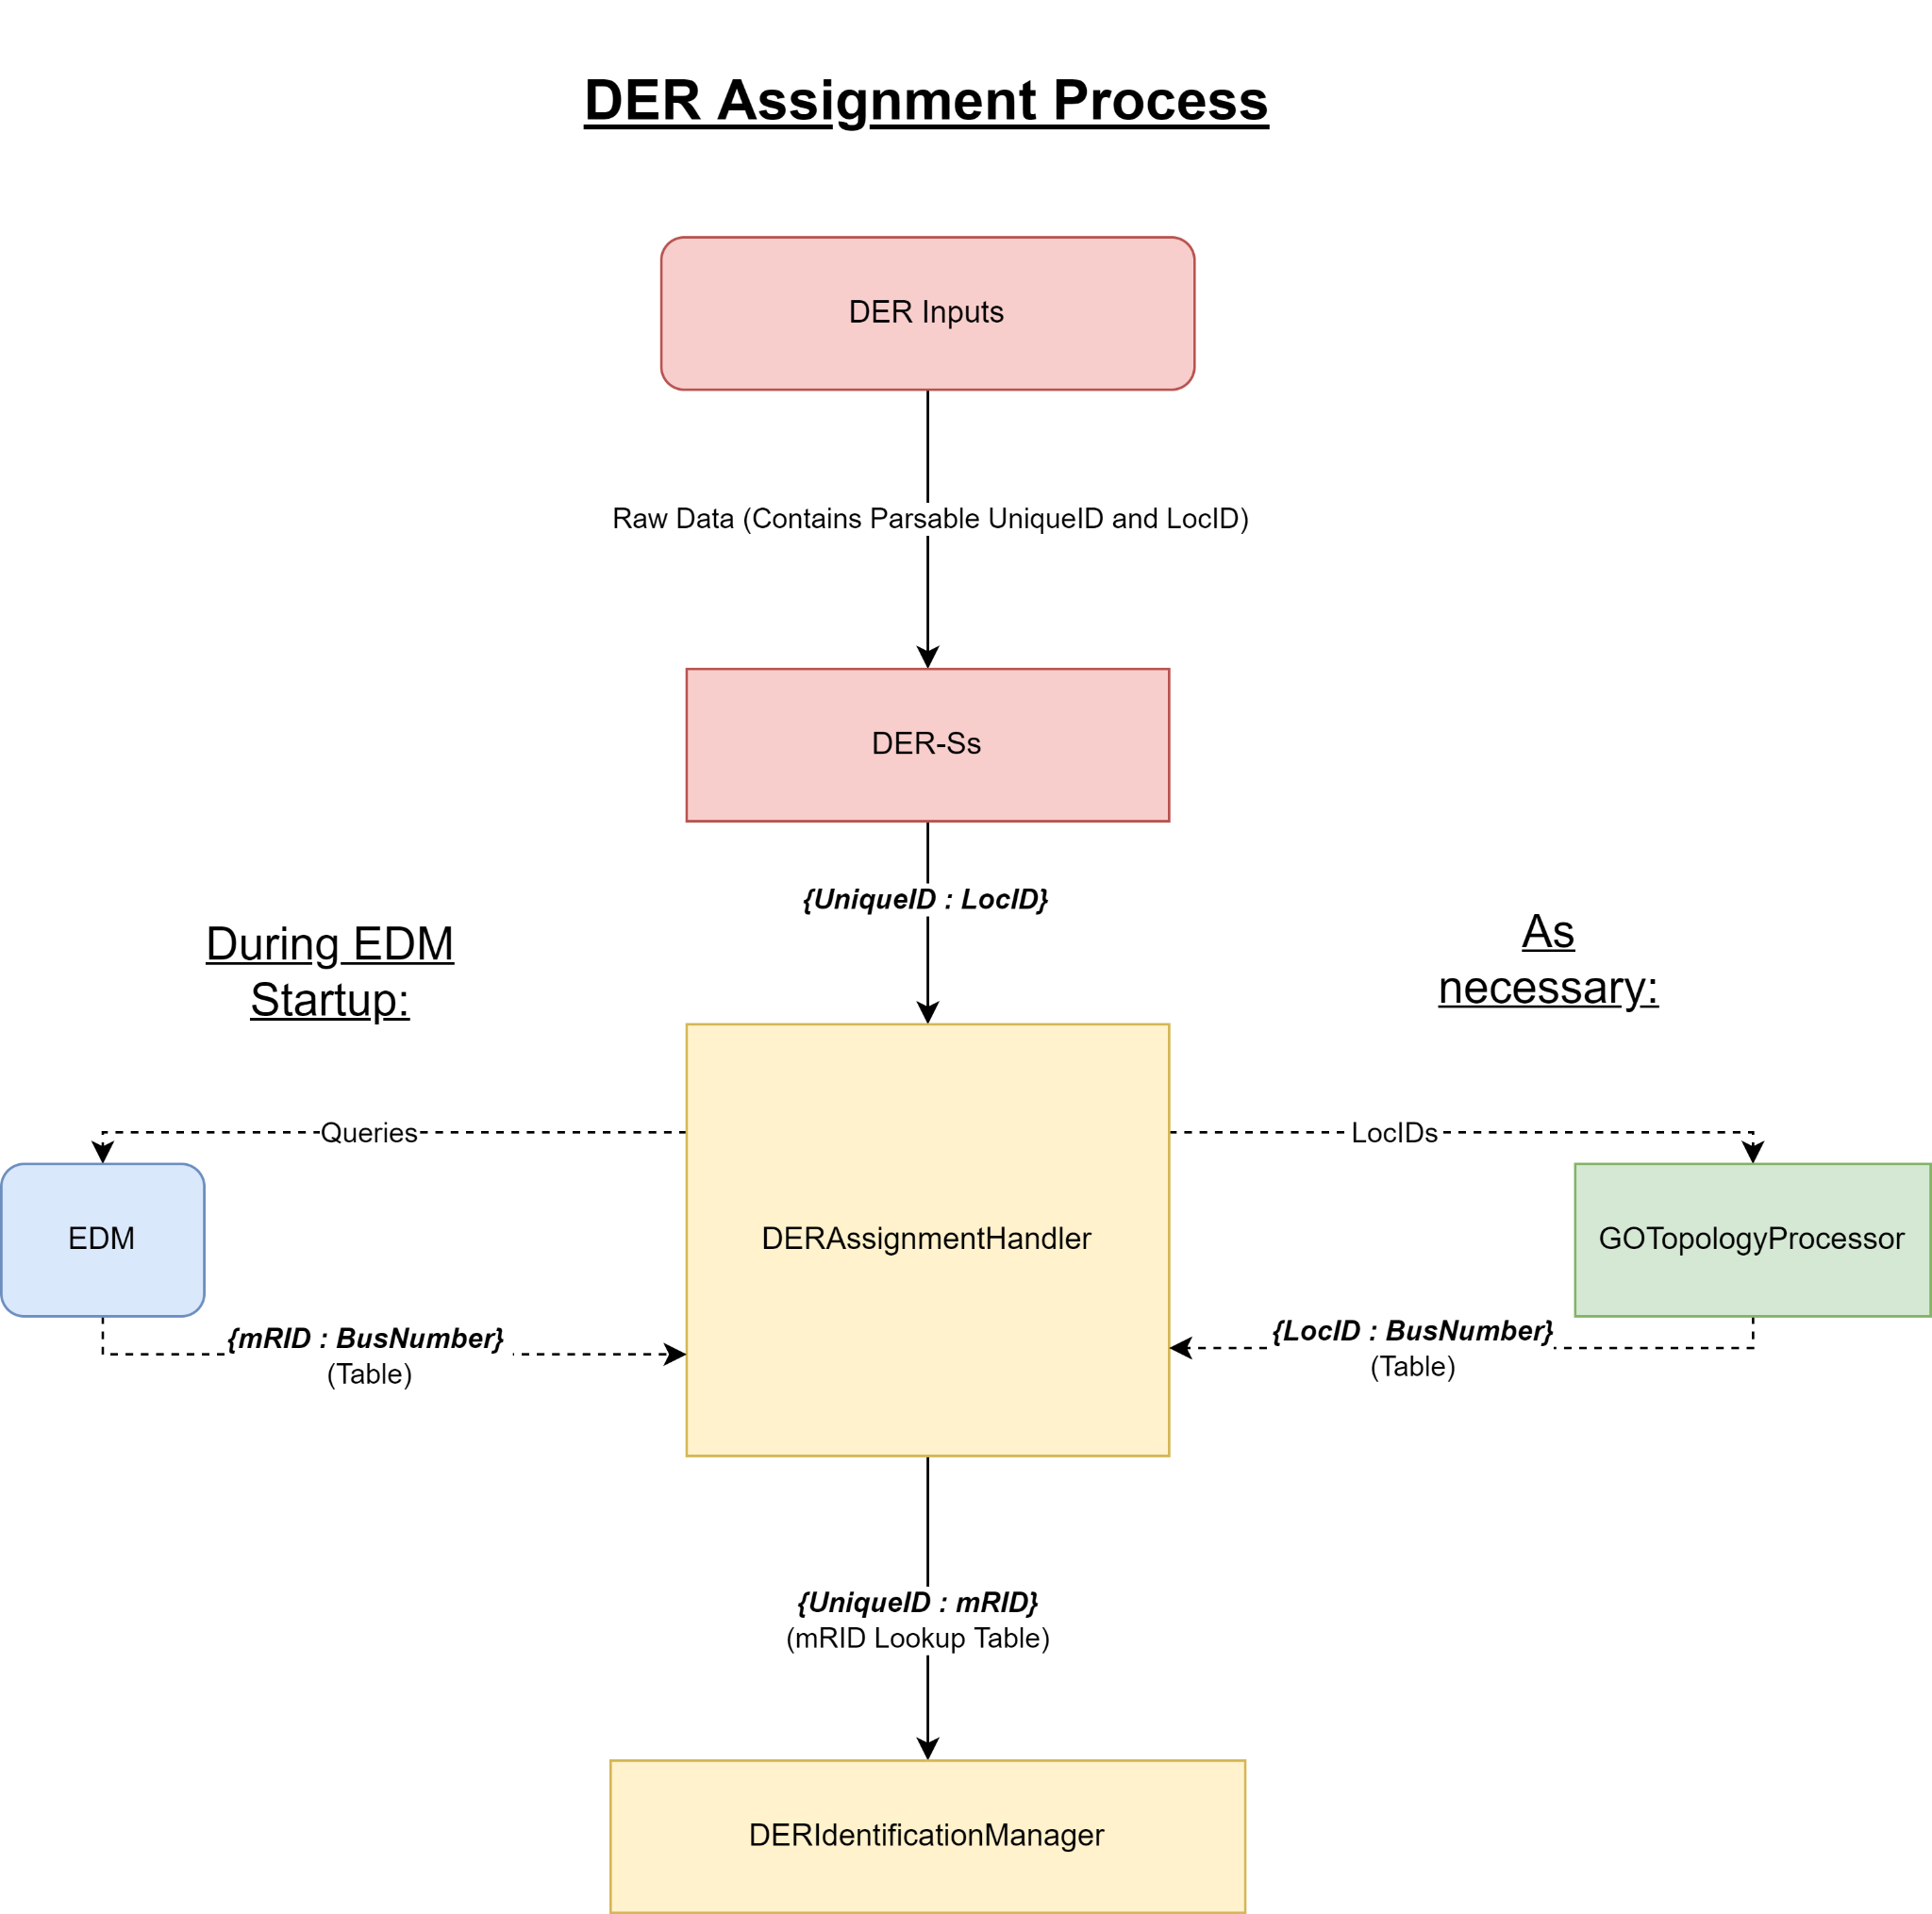 DER Assignment Process
DER Inputs
Raw Data (Contains Parsable UniqueID and LocID)
DER-Ss
{UniqueID : LocID}
During EDM
Startup:
As
necessary:
Queries
LocIDs
EDM
DERAssignmentHandler
GOTopologyProcessor
{mRID : BusNumber}
(Table)
{LocID : BusNumber}
(Table)
{UniqueID : mRID}
(mRID Lookup Table)
DERIdentificationManager